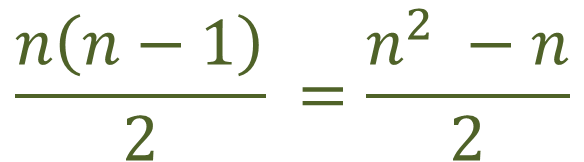 n(n − 1)/2 = n² − n/2